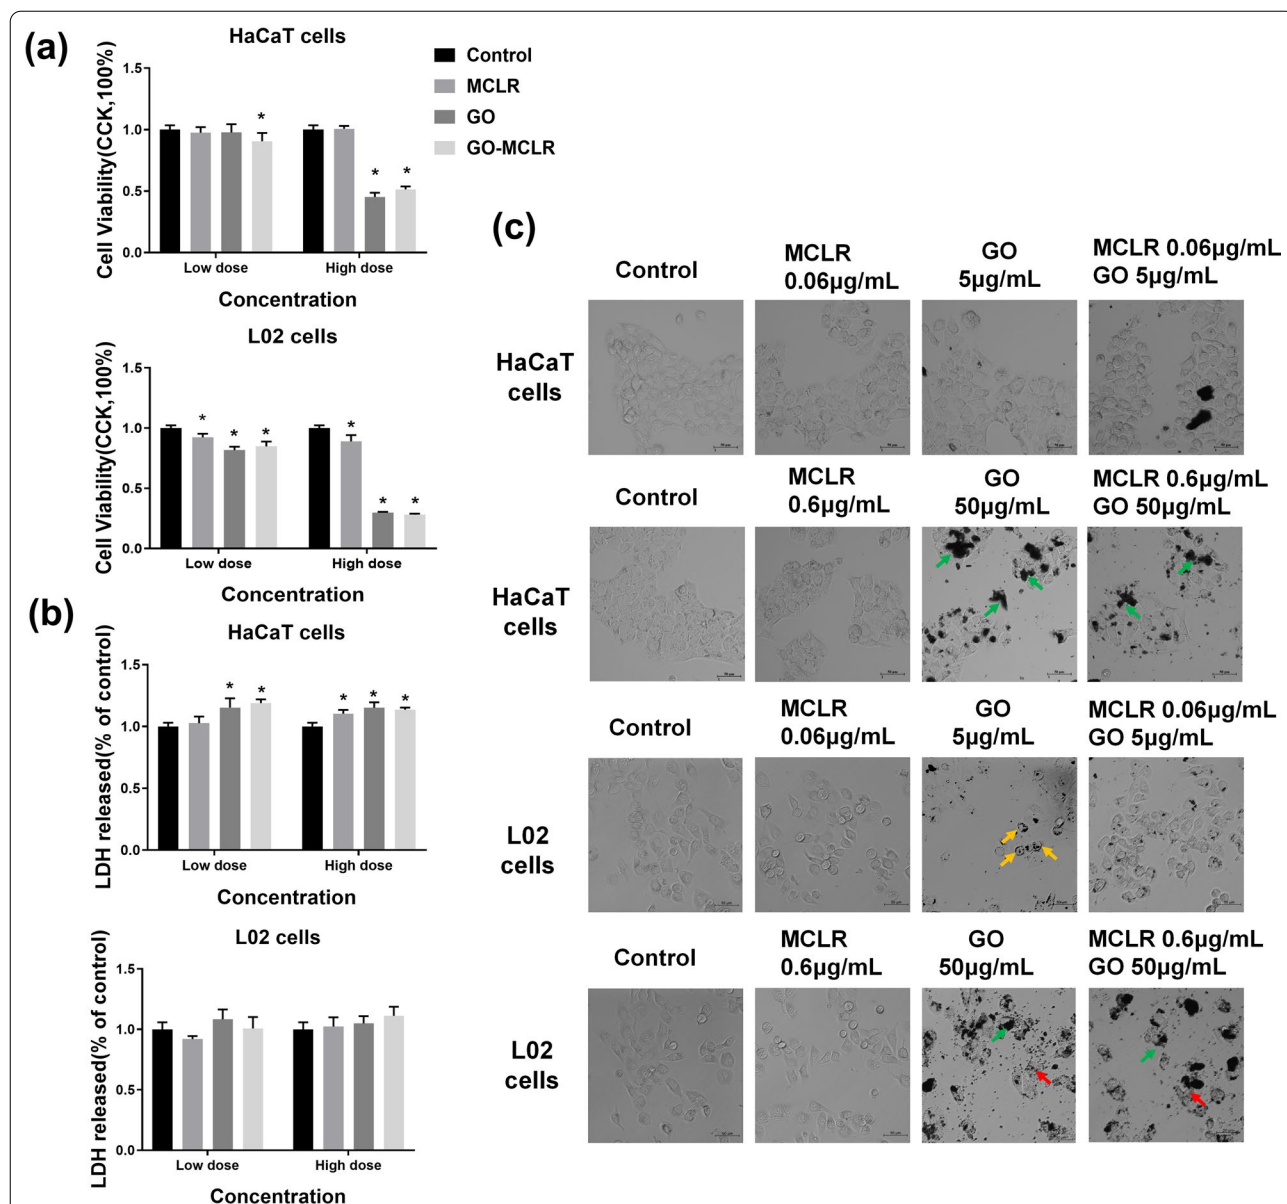 (a)
HaCaT cells
Control
MCLR
GO
GO-MCLR
Cell Viability(CCK,100%)
1.5
1.0
0.5
0.0
*
*
*
Low dose
High dose
Concentration
L02 cells
Cell Viability(CCK,100%)
1.5
1.0
0.5
0.0
*
*
*
*
*
*
Low dose
High dose
Concentration
(b)
HaCaT cells
LDH released(% of control)
1.5
1.0
0.5
0.0
*
*
*
*
*
Low dose
High dose
Concentration
L02 cells
LDH released(% of control)
1.5
1.0
0.5
0.0
Low dose
High dose
Concentration
(c)
Control
MCLR
0.06µg/mL
GO
5µg/mL
MCLR 0.06µg/mL
GO 5µg/mL
HaCaT
cells
Control
MCLR
0.6µg/mL
GO
50µg/mL
MCLR 0.6µg/mL
GO 50µg/mL
HaCaT
cells
Control
MCLR
0.06µg/mL
GO
5µg/mL
MCLR 0.06µg/mL
GO 5µg/mL
L02
cells
Control
MCLR
0.6µg/mL
GO
50µg/mL
MCLR 0.6µg/mL
GO 50µg/mL
L02
cells